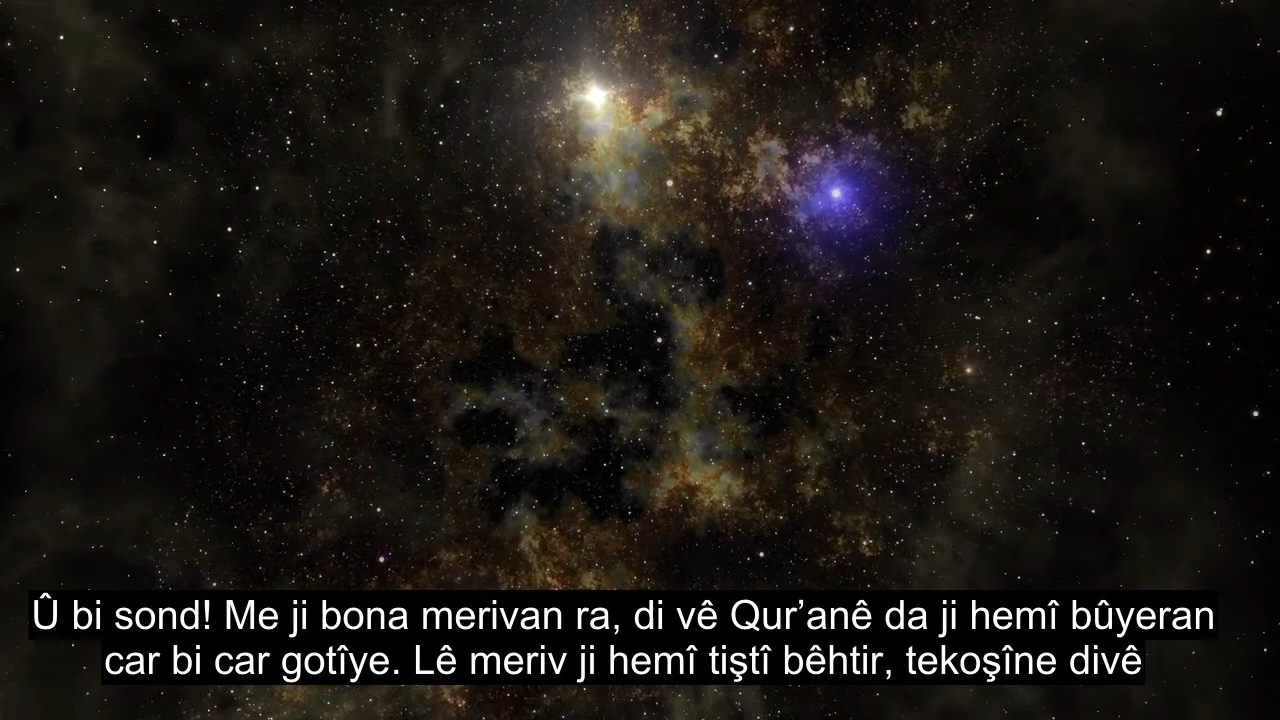 Û bi sond! Me ji bona merivan ra, di vê Qur’anê da ji hemî bûyeran
car bi car gotîye. Lê meriv ji hemî tiştî bêhtir, tekoşîne divê